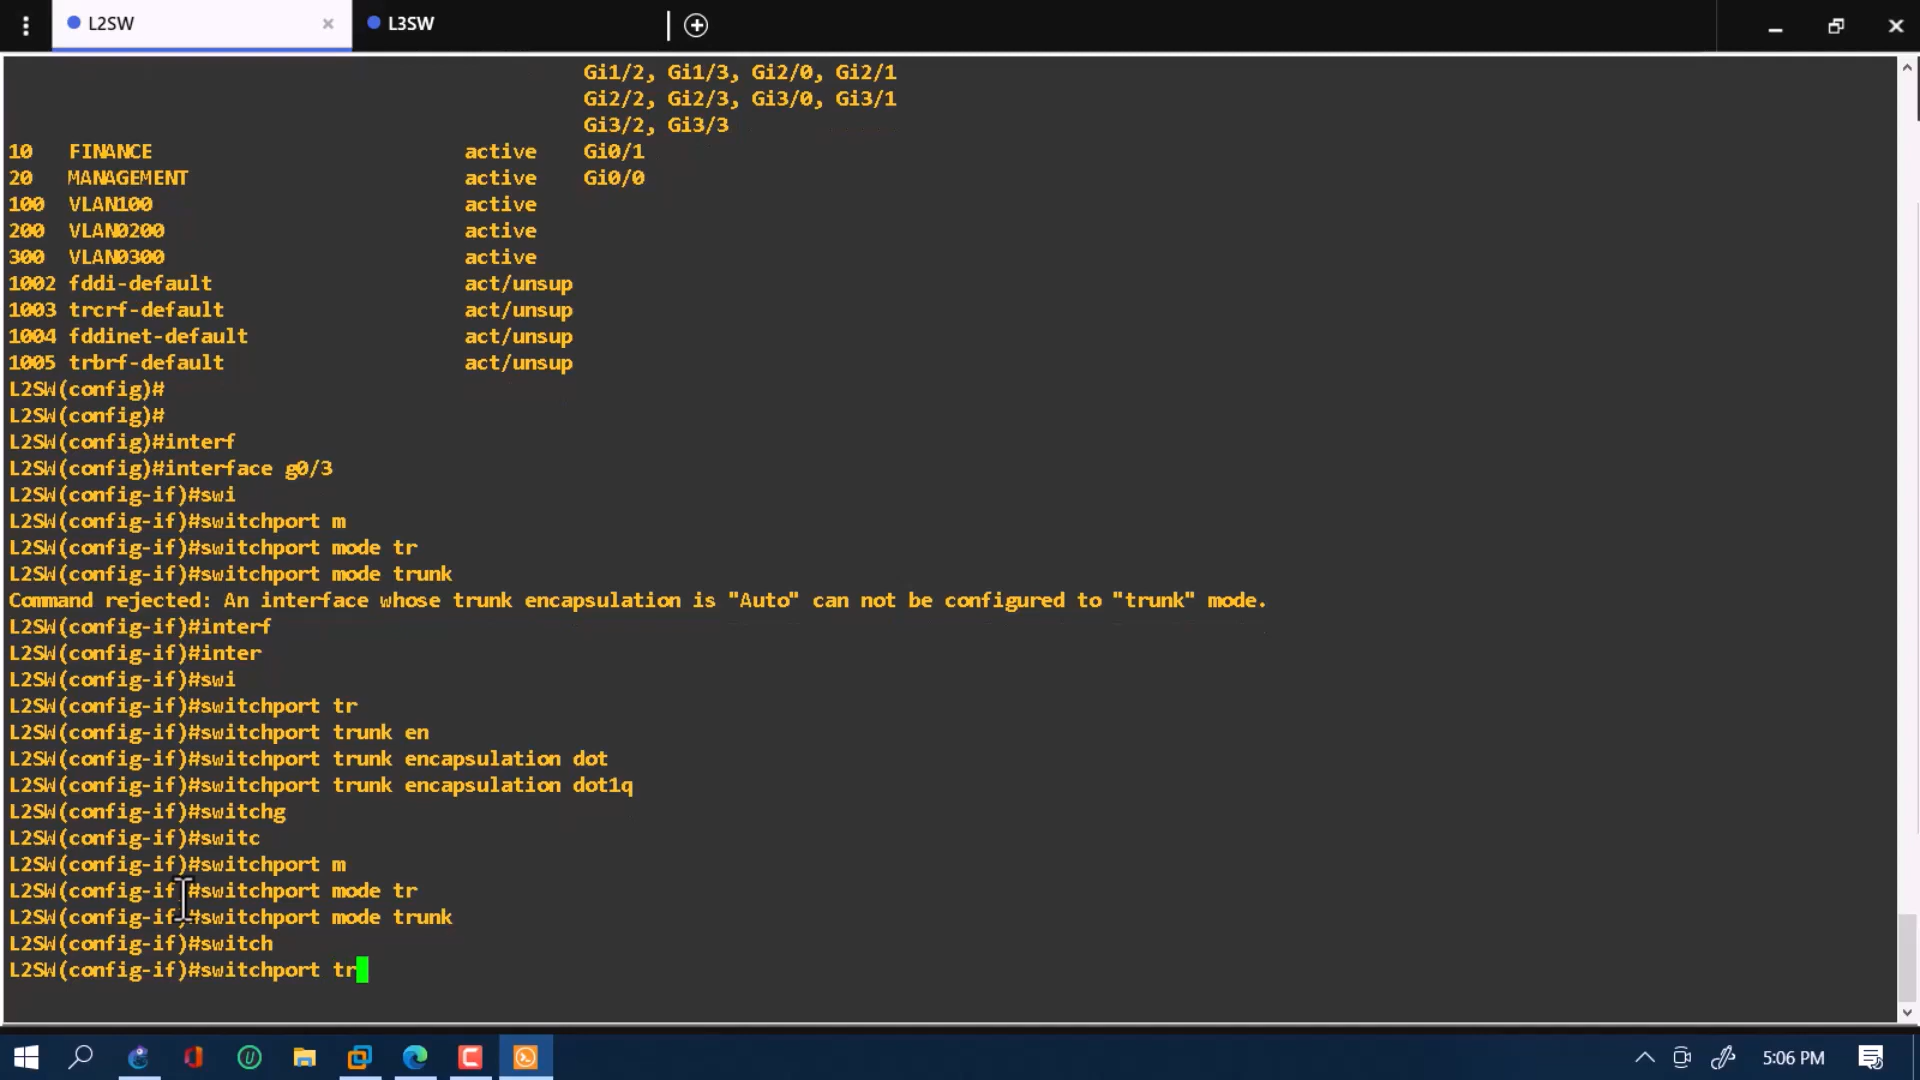 L2SW
L3SW
Gi1/2, Gi1/3, Gi2/0, Gi2/1
Gi2/2, Gi2/3, Gi3/0, Gi3/1
Gi3/2, Gi3/3
10 FINANCE active Gi0/1
20 MANAGEMENT active Gi0/0
100 VLAN100 active
200 VLAN0200 active
300 VLAN0300 active
1002 fddi-default act/unsup
1003 trcrf-default act/unsup
1004 fddinet-default act/unsup
1005 trbrf-default act/unsup
L2SW(config)#
L2SW(config)#
L2SW(config)#interf
L2SW(config)#interface g0/3
L2SW(config-if)#swi
L2SW(config-if)#switchport m
L2SW(config-if)#switchport mode tr
L2SW(config-if)#switchport mode trunk
Command rejected: An interface whose trunk encapsulation is "Auto" can not be configured to "trunk" mode.
L2SW(config-if)#interf
L2SW(config-if)#inter
L2SW(config-if)#swi
L2SW(config-if)#switchport tr
L2SW(config-if)#switchport trunk en
L2SW(config-if)#switchport trunk encapsulation dot
L2SW(config-if)#switchport trunk encapsulation dot1q
L2SW(config-if)#switchg
L2SW(config-if)#switc
L2SW(config-if)#switchport m
L2SW(config-if)#switchport mode tr
L2SW(config-if)#switchport mode trunk
L2SW(config-if)#switch
L2SW(config-if)#switchport tr
5:06 PM